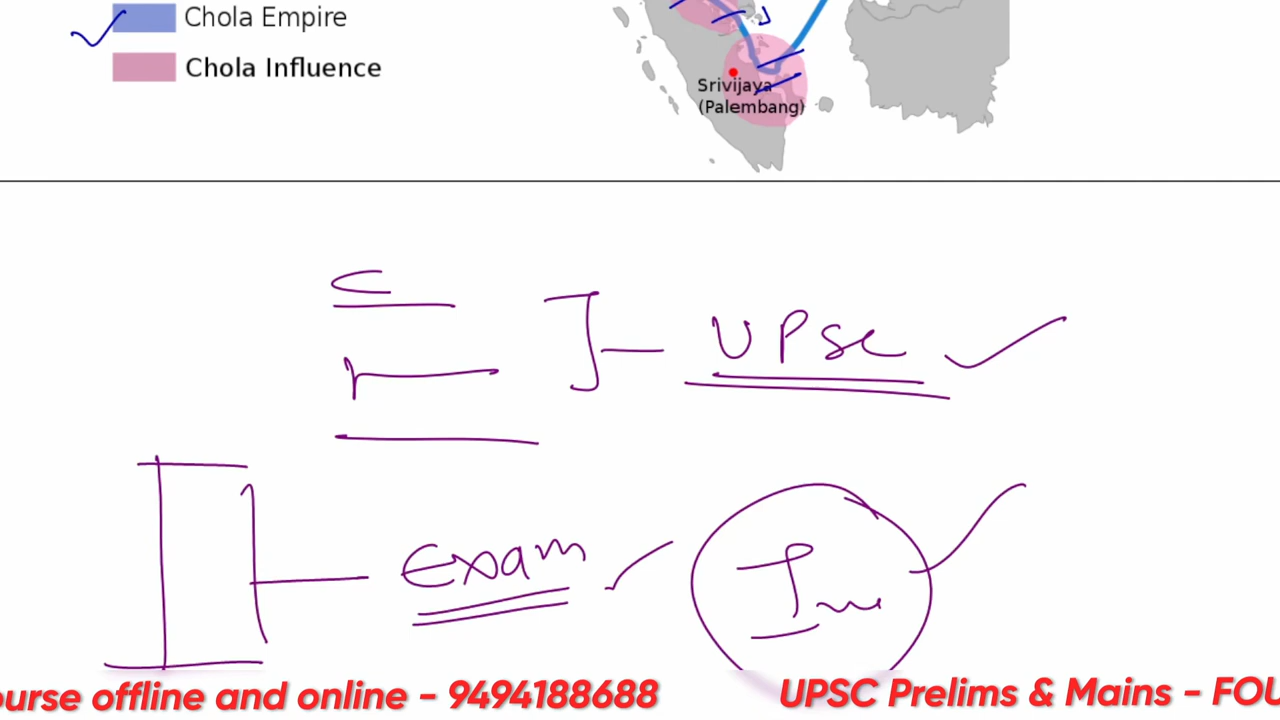 Chola Empire
Chola Influence
Srivijaya
(Palembang)
C
UPSC
Exam
ourse offline and online - 9494188688
UPSC Prelims & Mains - FOU